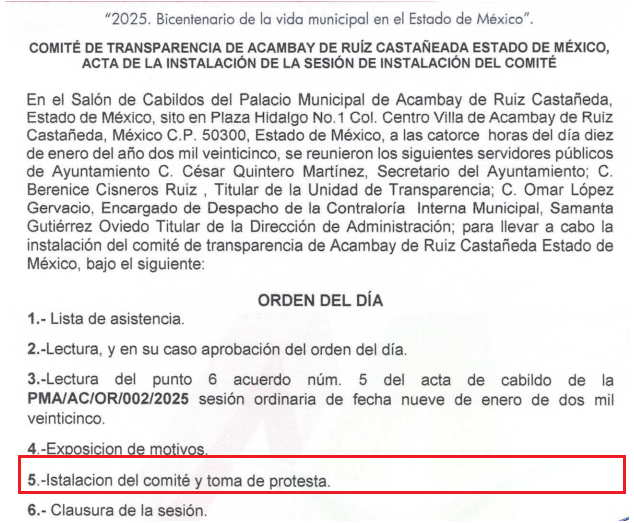 “2025. Bicentenario de la vida municipal en el Estado de México”.
COMITÉ DE TRANSPARENCIA DE ACAMBAY DE RUÍZ CASTAÑEADA ESTADO DE MÉXICO,
ACTA DE LA INSTALACIÓN DE LA SESIÓN DE INSTALACIÓN DEL COMITÉ
En el Salón de Cabildos del Palacio Municipal de Acambay de Ruiz Castañeda,
Estado de México, sito en Plaza Hidalgo No.1 Col. Centro Villa de Acambay de Ruiz
Castañeda, México C.P. 50300, Estado de México, a las catorce horas del día diez
de enero del año dos mil veinticinco, se reunieron los siguientes servidores públicos
de Ayuntamiento C. César Quintero Martínez, Secretario del Ayuntamiento; C.
Berenice Cisneros Ruiz , Titular de la Unidad de Transparencia; C. Omar López
Gervacio, Encargado de Despacho de la Contraloría Interna Municipal, Samanta
Gutiérrez Oviedo Titular de la Dirección de Administración; para llevar a cabo la
instalación del comité de transparencia de Acambay de Ruiz Castañeda Estado de
México, bajo el siguiente:
ORDEN DEL DÍA
1.- Lista de asistencia.
2.-Lectura, y en su caso aprobación del orden del día.
3.-Lectura del punto 6 acuerdo núm. 5 del acta de cabildo de la
PMA/AC/OR/002/2025 sesión ordinaria de fecha nueve de enero de dos mil
veinticinco.
4.-Exposicion de motivos.
5.-Istalacion del comité y toma de protesta.
6.- Clausura de la sesión.